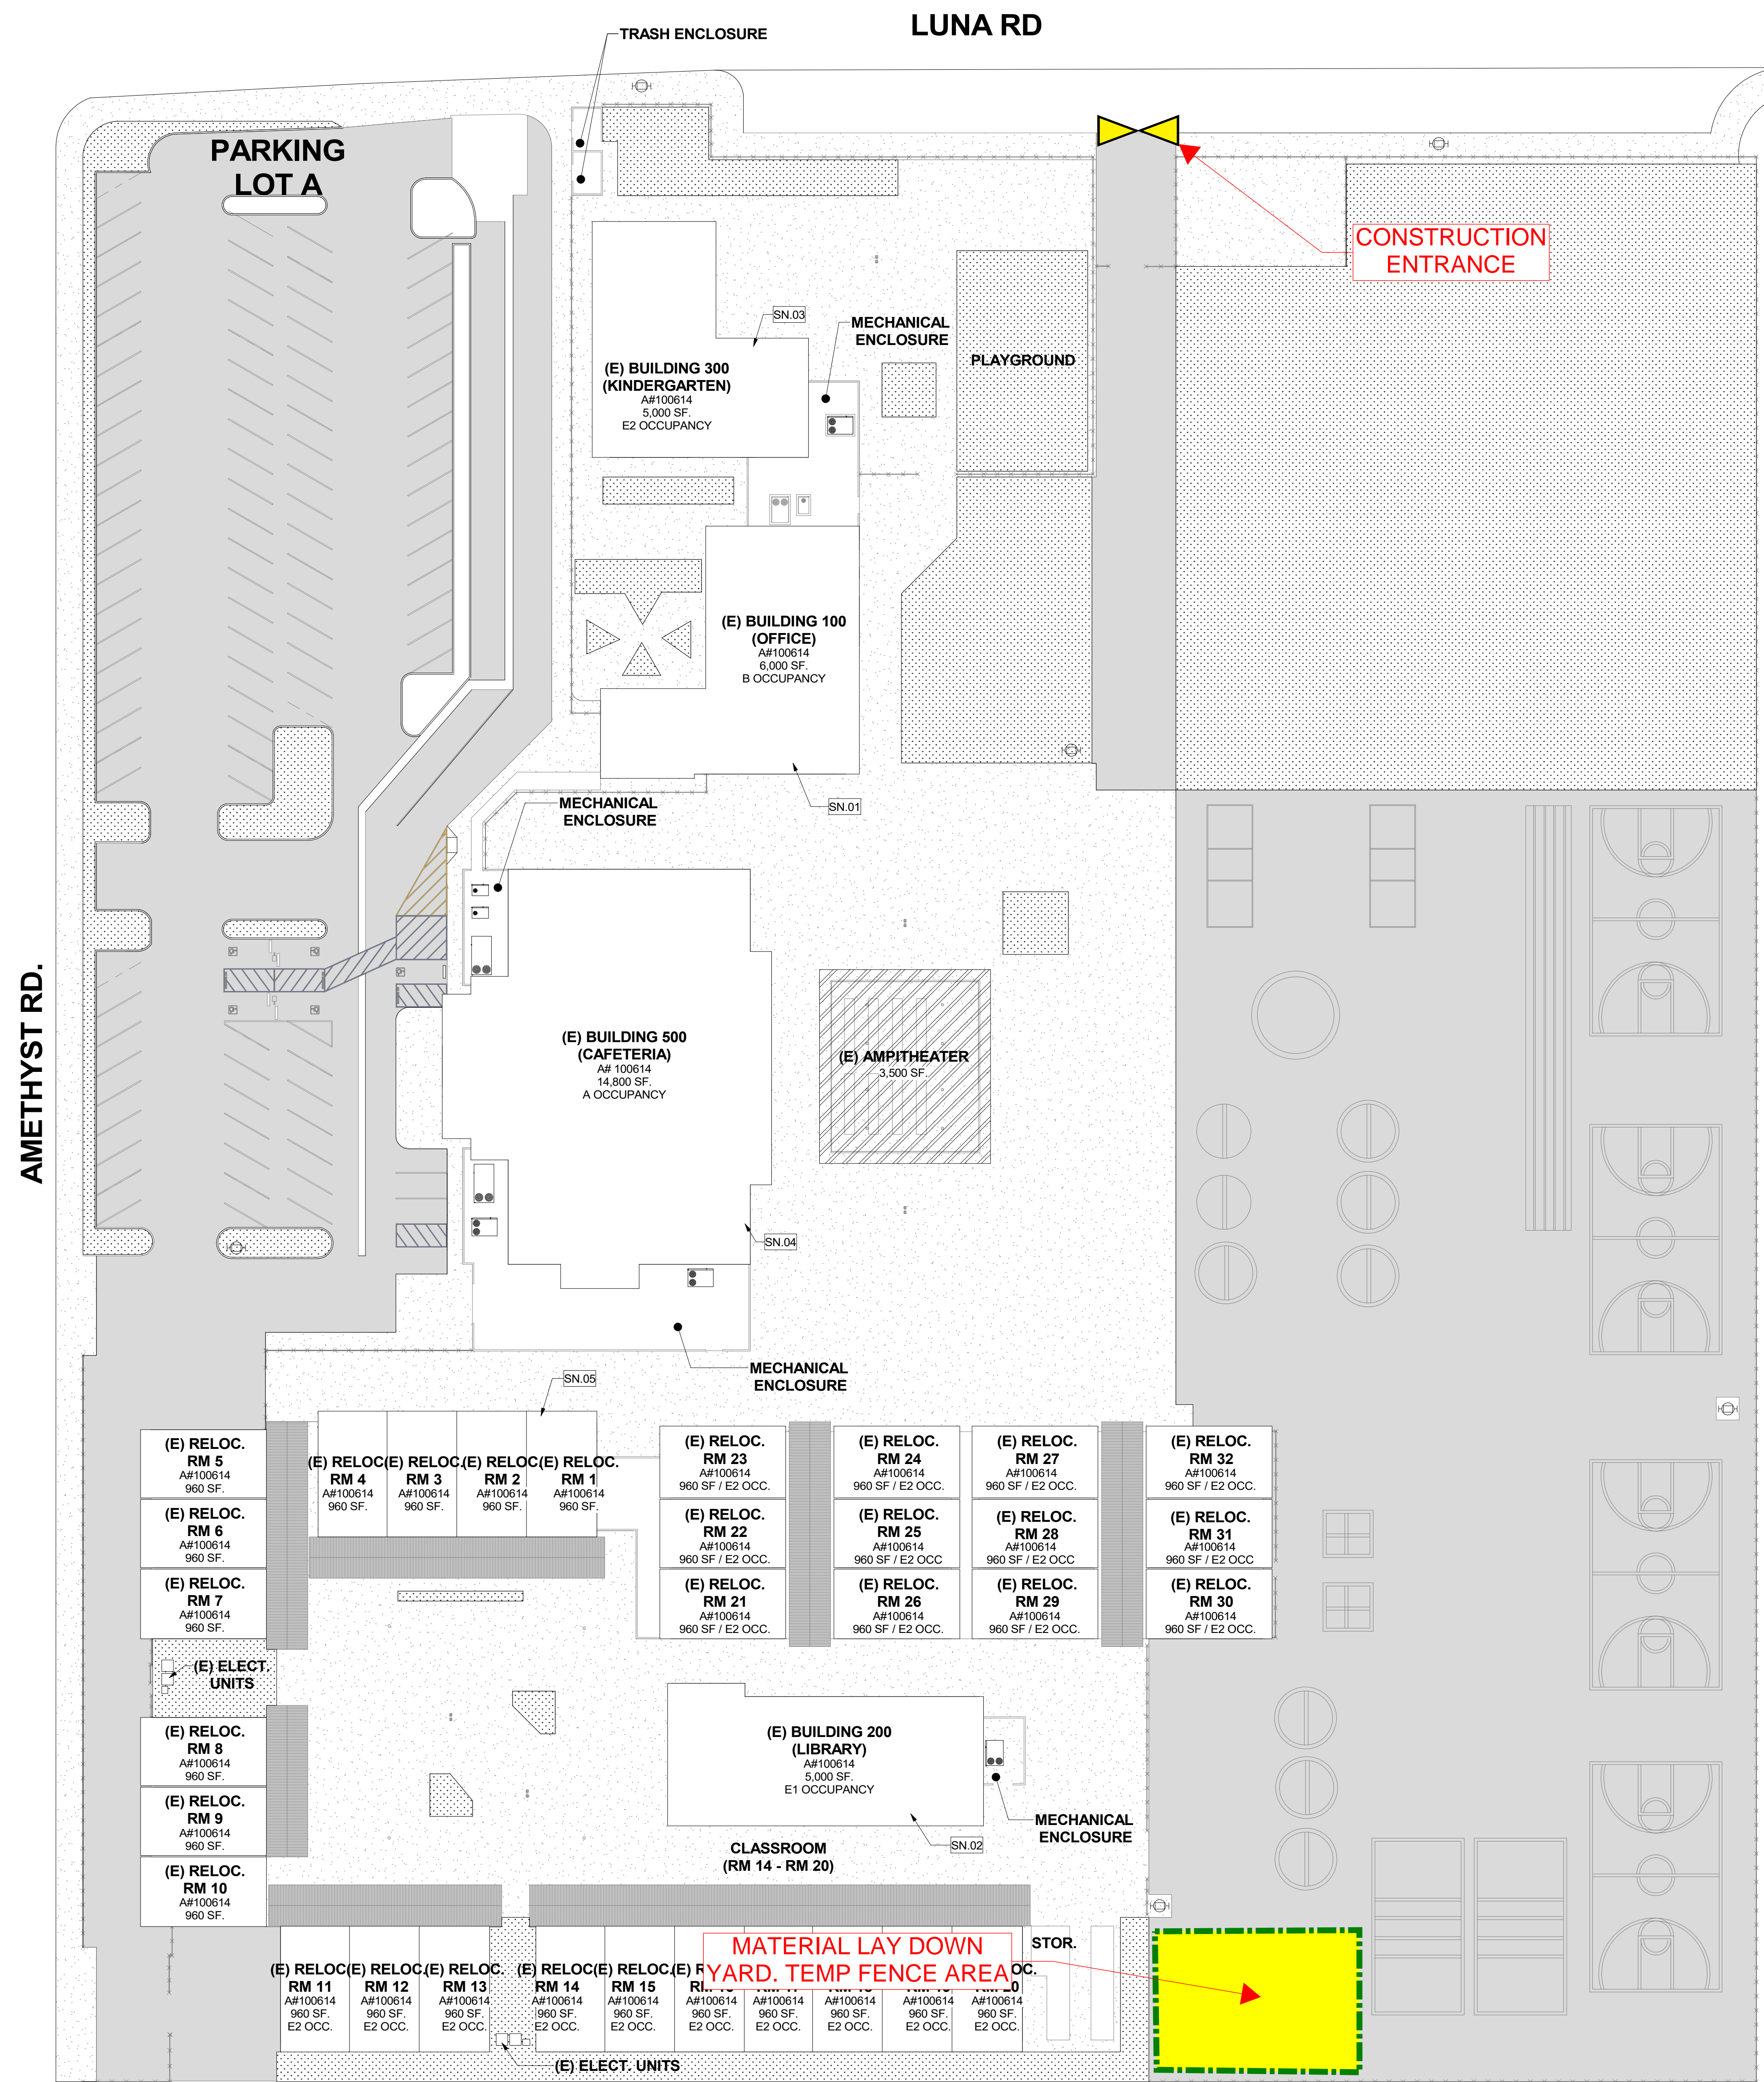 LUNA RD
TRASH ENCLOSURE
PARKING
LOT A
CONSTRUCTION
ENTRANCE
SN.03
MECHANICAL
ENCLOSURE
PLAYGROUND
(E) BUILDING 300
(KINDERGARTEN)
A#100614
5,000 SF.
E2 OCCUPANCY
(E) BUILDING 100
(OFFICE)
A#100614
6,000 SF.
B OCCUPANCY
SN.01
MECHANICAL
ENCLOSURE
AMETHYST RD.
(E) BUILDING 500
(CAFETERIA)
A# 100614
14,800 SF.
A OCCUPANCY
(E) AMPITHEATER
3,500 SF.
SN.04
MECHANICAL
ENCLOSURE
SN.05
(E) RELOC.
RM 5
A#100614
960 SF.
(E) RELOC.
RM 6
A#100614
960 SF.
(E) RELOC.
RM 7
A#100614
960 SF.
(E) RELOC.
RM 4
A#100614
960 SF.
(E) RELOC.
RM 3
A#100614
960 SF.
(E) RELOC.
RM 2
A#100614
960 SF.
(E) RELOC.
RM 1
A#100614
960 SF.
(E) RELOC.
RM 23
A#100614
960 SF / E2 OCC.
(E) RELOC.
RM 22
A#100614
960 SF / E2 OCC.
(E) RELOC.
RM 21
A#100614
960 SF / E2 OCC.
(E) RELOC.
RM 24
A#100614
960 SF / E2 OCC.
(E) RELOC.
RM 25
A#100614
960 SF / E2 OCC
(E) RELOC.
RM 26
A#100614
960 SF / E2 OCC.
(E) RELOC.
RM 27
A#100614
960 SF / E2 OCC.
(E) RELOC.
RM 28
A#100614
960 SF / E2 OCC
(E) RELOC.
RM 29
A#100614
960 SF / E2 OCC.
(E) RELOC.
RM 32
A#100614
960 SF / E2 OCC.
(E) RELOC.
RM 31
A#100614
960 SF / E2 OCC
(E) RELOC.
RM 30
A#100614
960 SF / E2 OCC.
(E) ELECT.
UNITS
(E) RELOC.
RM 8
A#100614
960 SF.
(E) RELOC.
RM 9
A#100614
960 SF.
(E) RELOC.
RM 10
A#100614
960 SF.
(E) BUILDING 200
(LIBRARY)
A#100614
5,000 SF.
E1 OCCUPANCY
MECHANICAL
ENCLOSURE
SN.02
CLASSROOM
(RM 14 - RM 20)
MATERIAL LAY DOWN
YARD. TEMP FENCE AREA
STOR.
(E) RELOC.
RM 11
A#100614
960 SF.
E2 OCC.
(E) RELOC.
RM 12
A#100614
960 SF.
E2 OCC.
(E) RELOC.
RM 13
A#100614
960 SF.
E2 OCC.
(E) RELOC.
RM 14
A#100614
960 SF.
E2 OCC.
(E) RELOC.
RM 15
A#100614
960 SF.
E2 OCC.
A#100614
960 SF.
E2 OCC.
A#100614
960 SF.
E2 OCC.
A#100614
960 SF.
E2 OCC.
A#100614
960 SF.
E2 OCC.
A#100614
960 SF.
E2 OCC.
(E) ELECT. UNITS